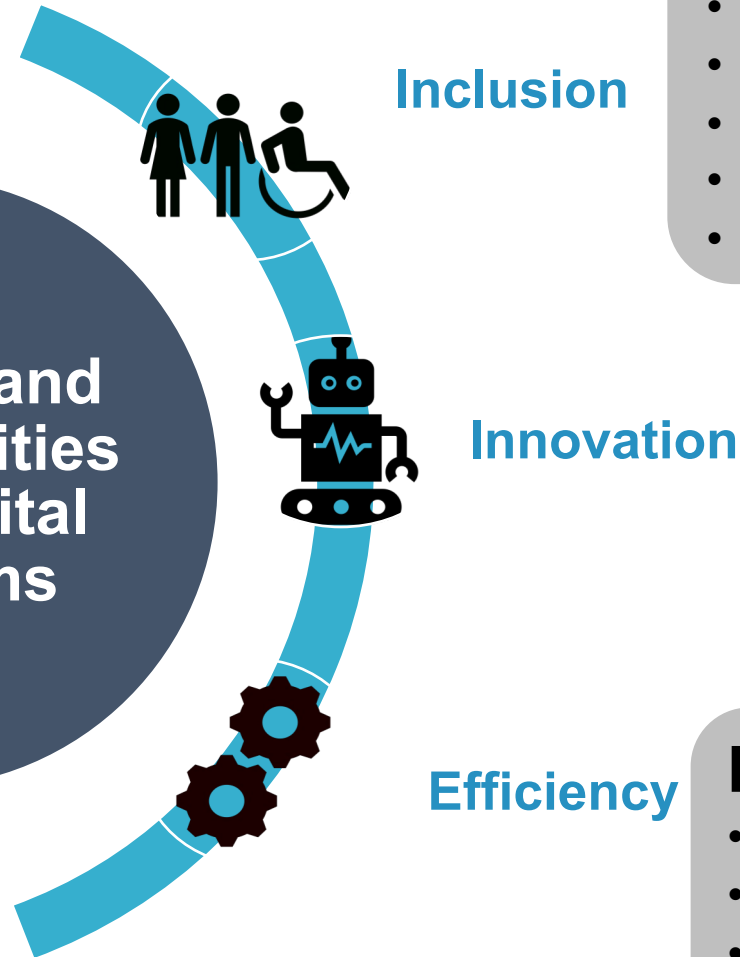 Inclusion
and
ities
ital
ns
Innovation
Efficiency